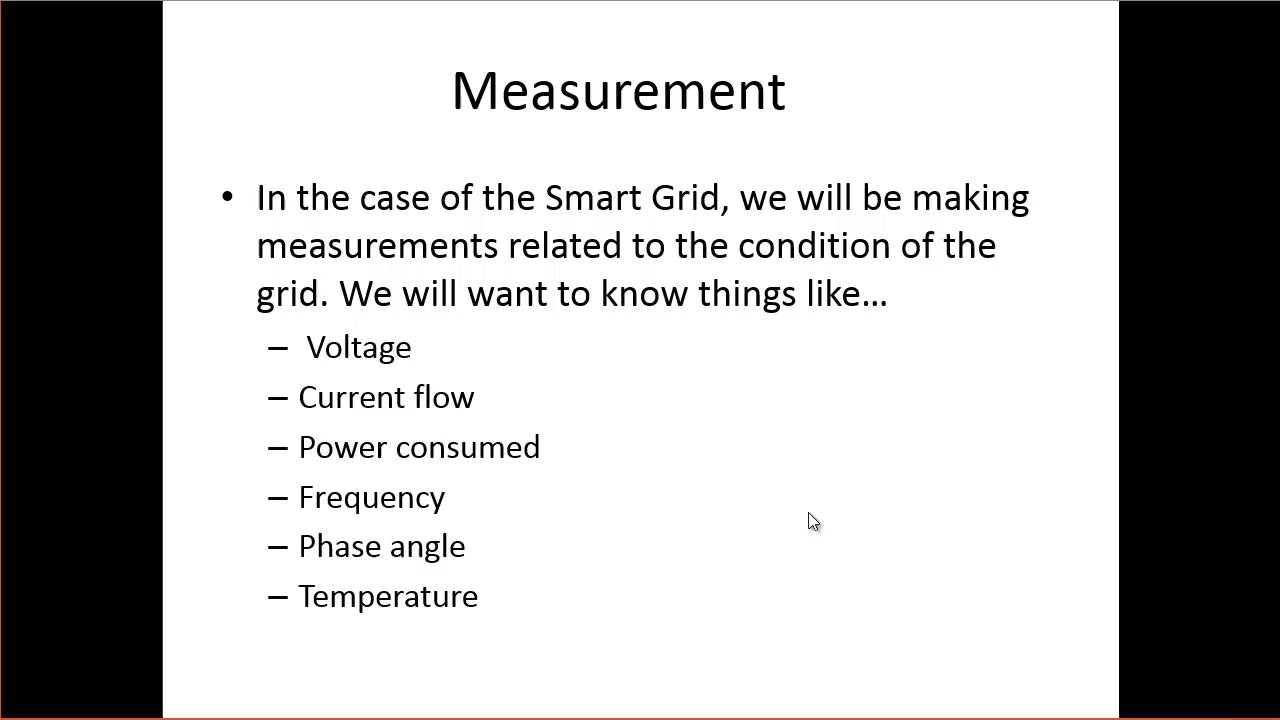 Measurement
• In the case of the Smart Grid, we will be making
measurements related to the condition of the
grid. We will want to know things like…
– Voltage
– Current flow
– Power consumed
– Frequency
– Phase angle
– Temperature